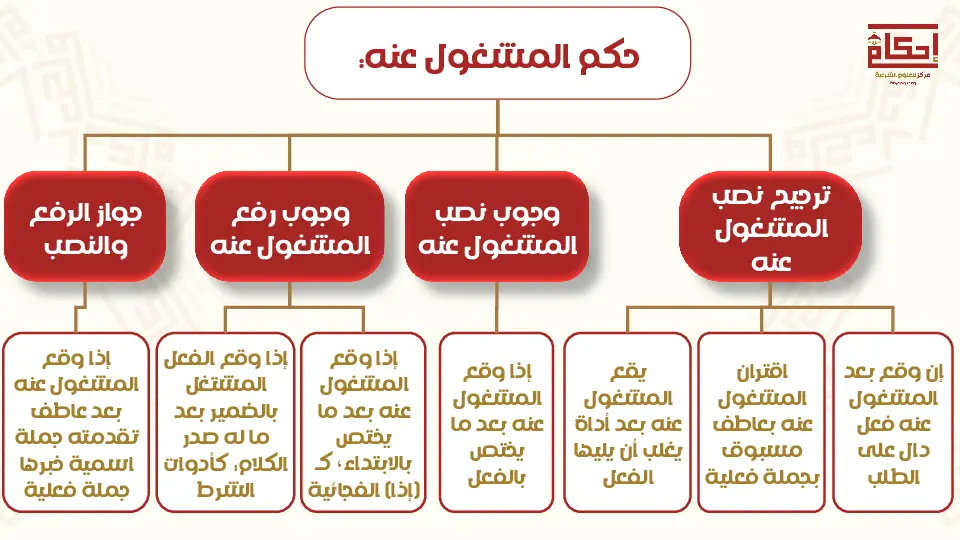 حكم المشغول عنه:
إحكام
مركز للعلوم الشرعية
ترجيح نصب
المشغول
عنه
وجوب نصب
المشغول عنه
وجوب رفع
المشغول عنه
جواز الرفع
والنصب
إن وقع بعد
المشغول
عنه فعل
دال على
الطلب
اقتران
المشغول
عنه بعاطف
مسبوق
بجملة فعلية
يقع
المشغول
عنه بعد أداة
يغلب أن يليها
الفعل
إذا وقع
المشغول
عنه بعد ما
يختص
بالفعل
إذا وقع
المشغول
عنه بعد ما
يختص
بالابتداء، كـ
(إذا) الفجائية
إذا وقع الفعل
المشتغل
بالضمير بعد
ما له صدر
الكلام: كأدوات
الشرط
إذا وقع
المشغول عنه
بعد عاطف
تقدمته جملة
اسمية خبرها
جملة فعلية